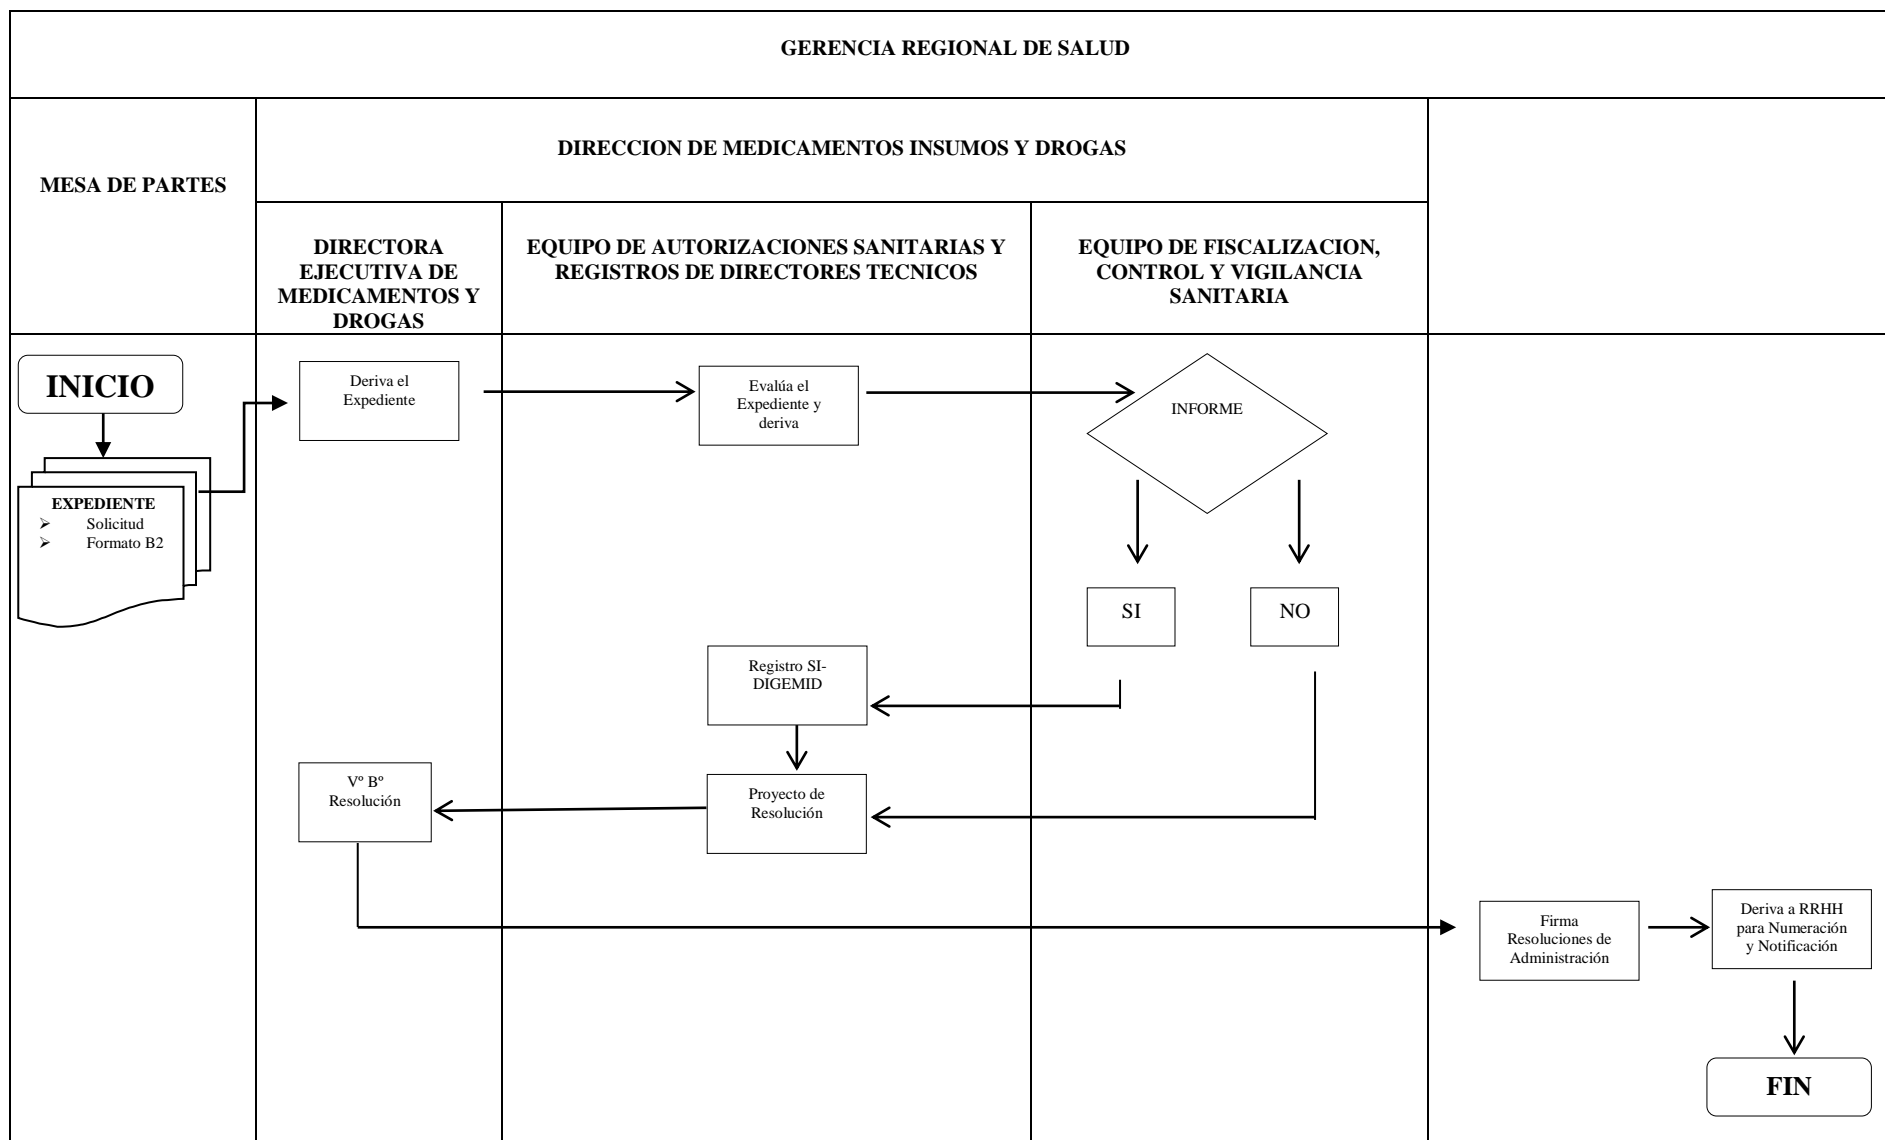 GERENCIA REGIONAL DE SALUD
MESA DE PARTES
DIRECCION DE MEDICAMENTOS INSUMOS Y DROGAS
DIRECTORA
EJECUTIVA DE
MEDICAMENTOS Y
DROGAS
EQUIPO DE AUTORIZACIONES SANITARIAS Y
REGISTROS DE DIRECTORES TECNICOS
EQUIPO DE FISCALIZACION,
CONTROL Y VIGILANCIA
SANITARIA
INICIO
EXPEDIENTE
➢ Solicitud
➢ Formato B2
Deriva el
Expediente
Evalúa el
Expediente y
deriva
INFORME
SI
NO
Registro SI-
DIGEMID
Proyecto de
Resolución
Vº Bº
Resolución
Firma
Resoluciones de
Administración
Deriva a RRHH
para Numeración
y Notificación
FIN